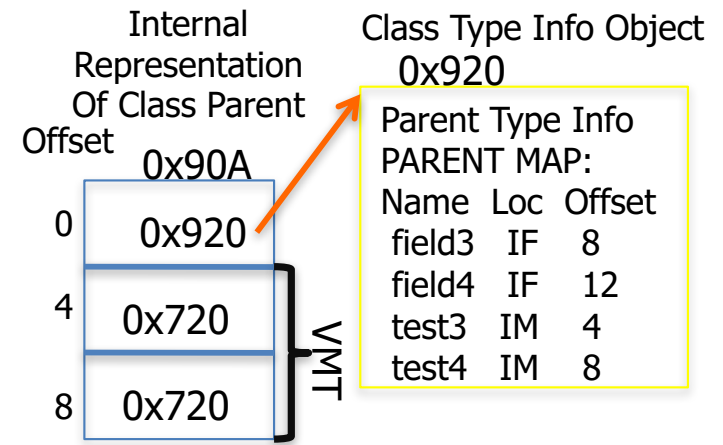 Internal
Representation
Of Class Parent
Offset
0x90A
0 0x920
4 0x720
8 0x720
VMT
Class Type Info Object
0x920
Parent Type Info
PARENT MAP:
Name Loc Offset
field3 IF 8
field4 IF 12
test3 IM 4
test4 IM 8